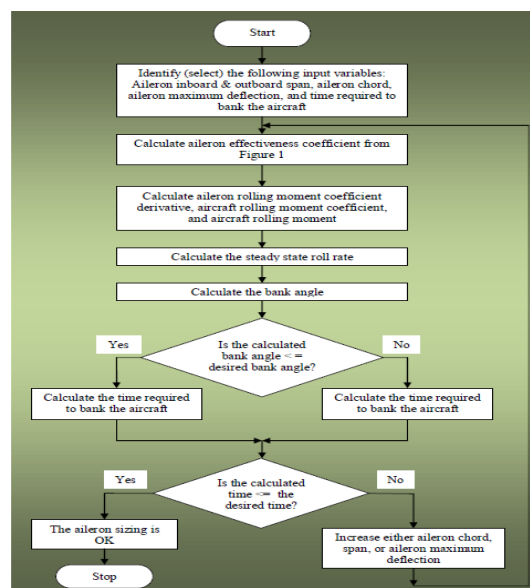 Start
Identify (select) the following input variables:
Aileron inboard & outboard span, aileron chord,
aileron maximum deflection, and time required to
bank the aircraft
Calculate aileron effectiveness coefficient from
Figure 1
Calculate aileron rolling moment coefficient
derivative, aircraft rolling moment coefficient,
and aircraft rolling moment
Calculate the steady state roll rate
Calculate the bank angle
Yes
Is the calculated
bank angle < =
desired bank angle?
No
Calculate the time required
to bank the aircraft
Calculate the time required
to bank the aircraft
Yes
Is the calculated
time <= the
desired time?
No
The aileron sizing is
OK
Increase either aileron chord,
span, or aileron maximum
deflection
Stop